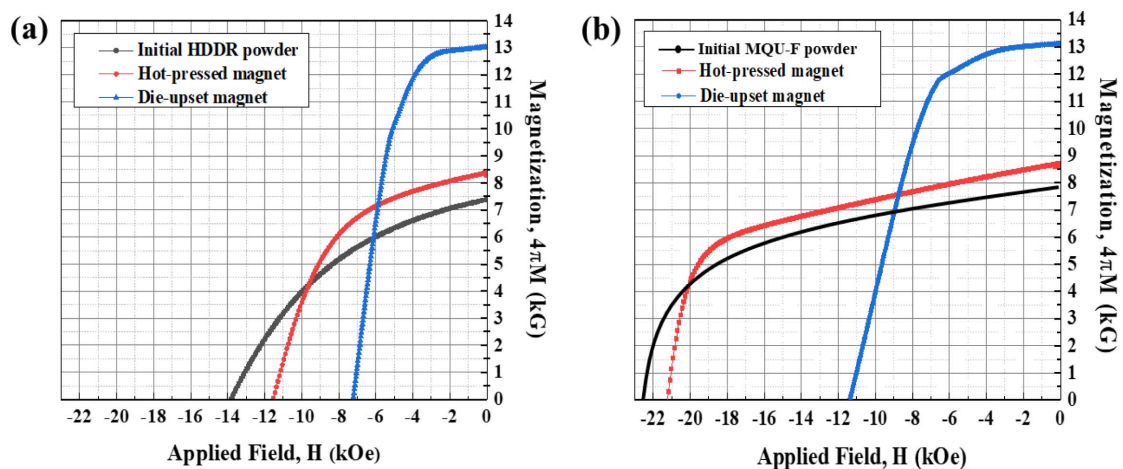 (a)
Initial HDDR powder
Hot-pressed magnet
Die-upset magnet
14
13
12
11
10
9
8
7
6
5
4
3
2
1
0
Magnetization, 4πM (kG)
-22 -20 -18 -16 -14 -12 -10 -8 -6 -4 -2 0
Applied Field, H (kOe)
(b)
Initial MQU-F powder
Hot-pressed magnet
Die-upset magnet
14
13
12
11
10
9
8
7
6
5
4
3
2
1
0
Magnetization, 4πM (kG)
-22 -20 -18 -16 -14 -12 -10 -8 -6 -4 -2 0
Applied Field, H (kOe)